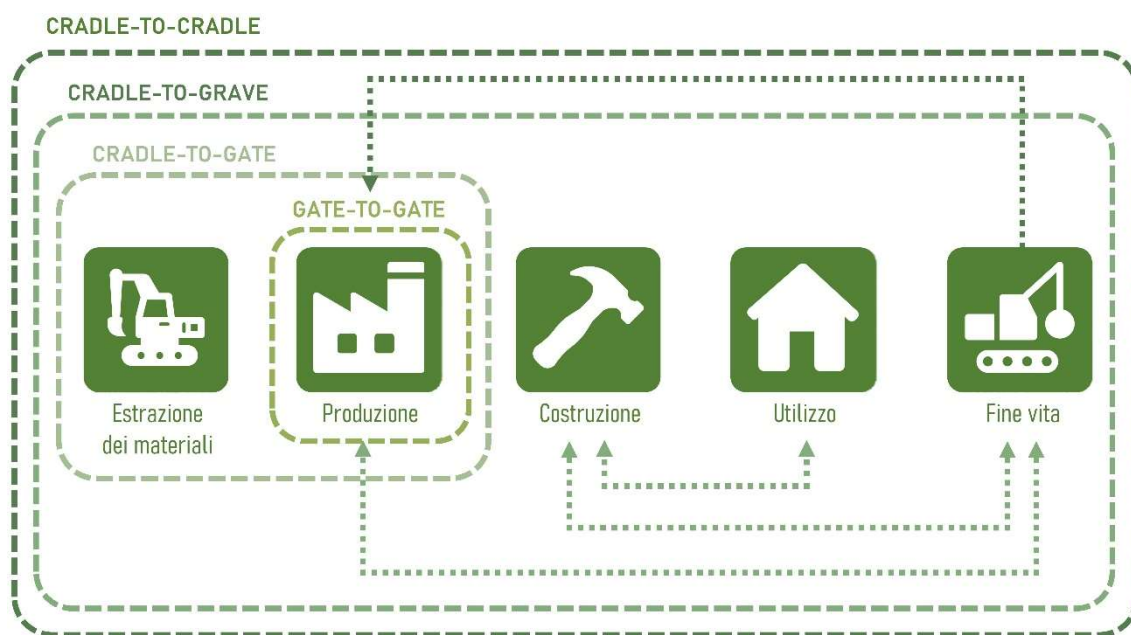 CRADLE-TO-CRADLE
CRADLE-TO-GRAVE
CRADLE-TO-GATE
GATE-TO-GATE
Estrazione
dei materiali
Produzione
Costruzione
Utilizzo
Fine vita